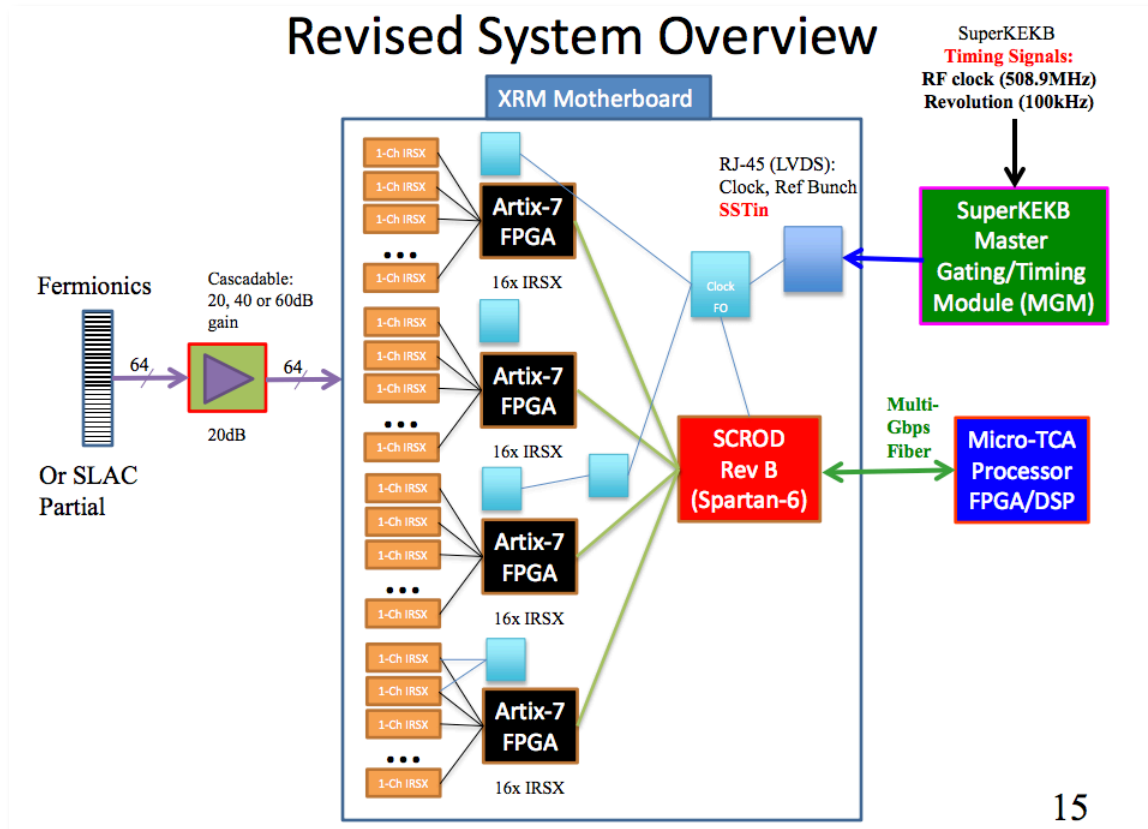 Revised System Overview
SuperKEKB
Timing Signals:
RF clock (508.9MHz)
Revolution (100kHz)
XRM Motherboard
1-Ch IRSX
1-Ch IRSX
1-Ch IRSX
...
1-Ch IRSX
Artix-7
FPGA
16x IRSX
RJ-45 (LVDS):
Clock, Ref Bunch
SSTin
SuperKEKB
Master
Gating/Timing
Module (MGM)
Clock
FO
Fermionics
Cascadable:
20, 40 or 60dB
gain
64
64
20dB
Or SLAC
Partial
1-Ch IRSX
1-Ch IRSX
1-Ch IRSX
...
1-Ch IRSX
Artix-7
FPGA
16x IRSX
SCROD
Rev B
(Spartan-6)
Multi-
Gbps
Fiber
Micro-TCA
Processor
FPGA/DSP
1-Ch IRSX
1-Ch IRSX
1-Ch IRSX
...
1-Ch IRSX
Artix-7
FPGA
16x IRSX
1-Ch IRSX
1-Ch IRSX
1-Ch IRSX
...
1-Ch IRSX
Artix-7
FPGA
16x IRSX
15